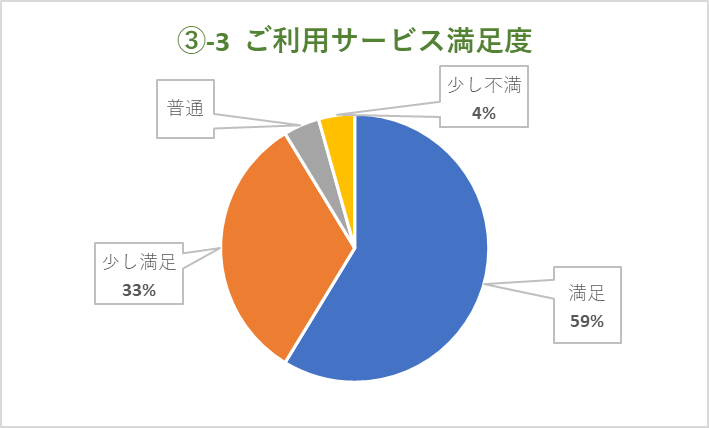 ③-3 ご利用サービス満足度
普通
少し不満
4%
少し満足
33%
満足
59%